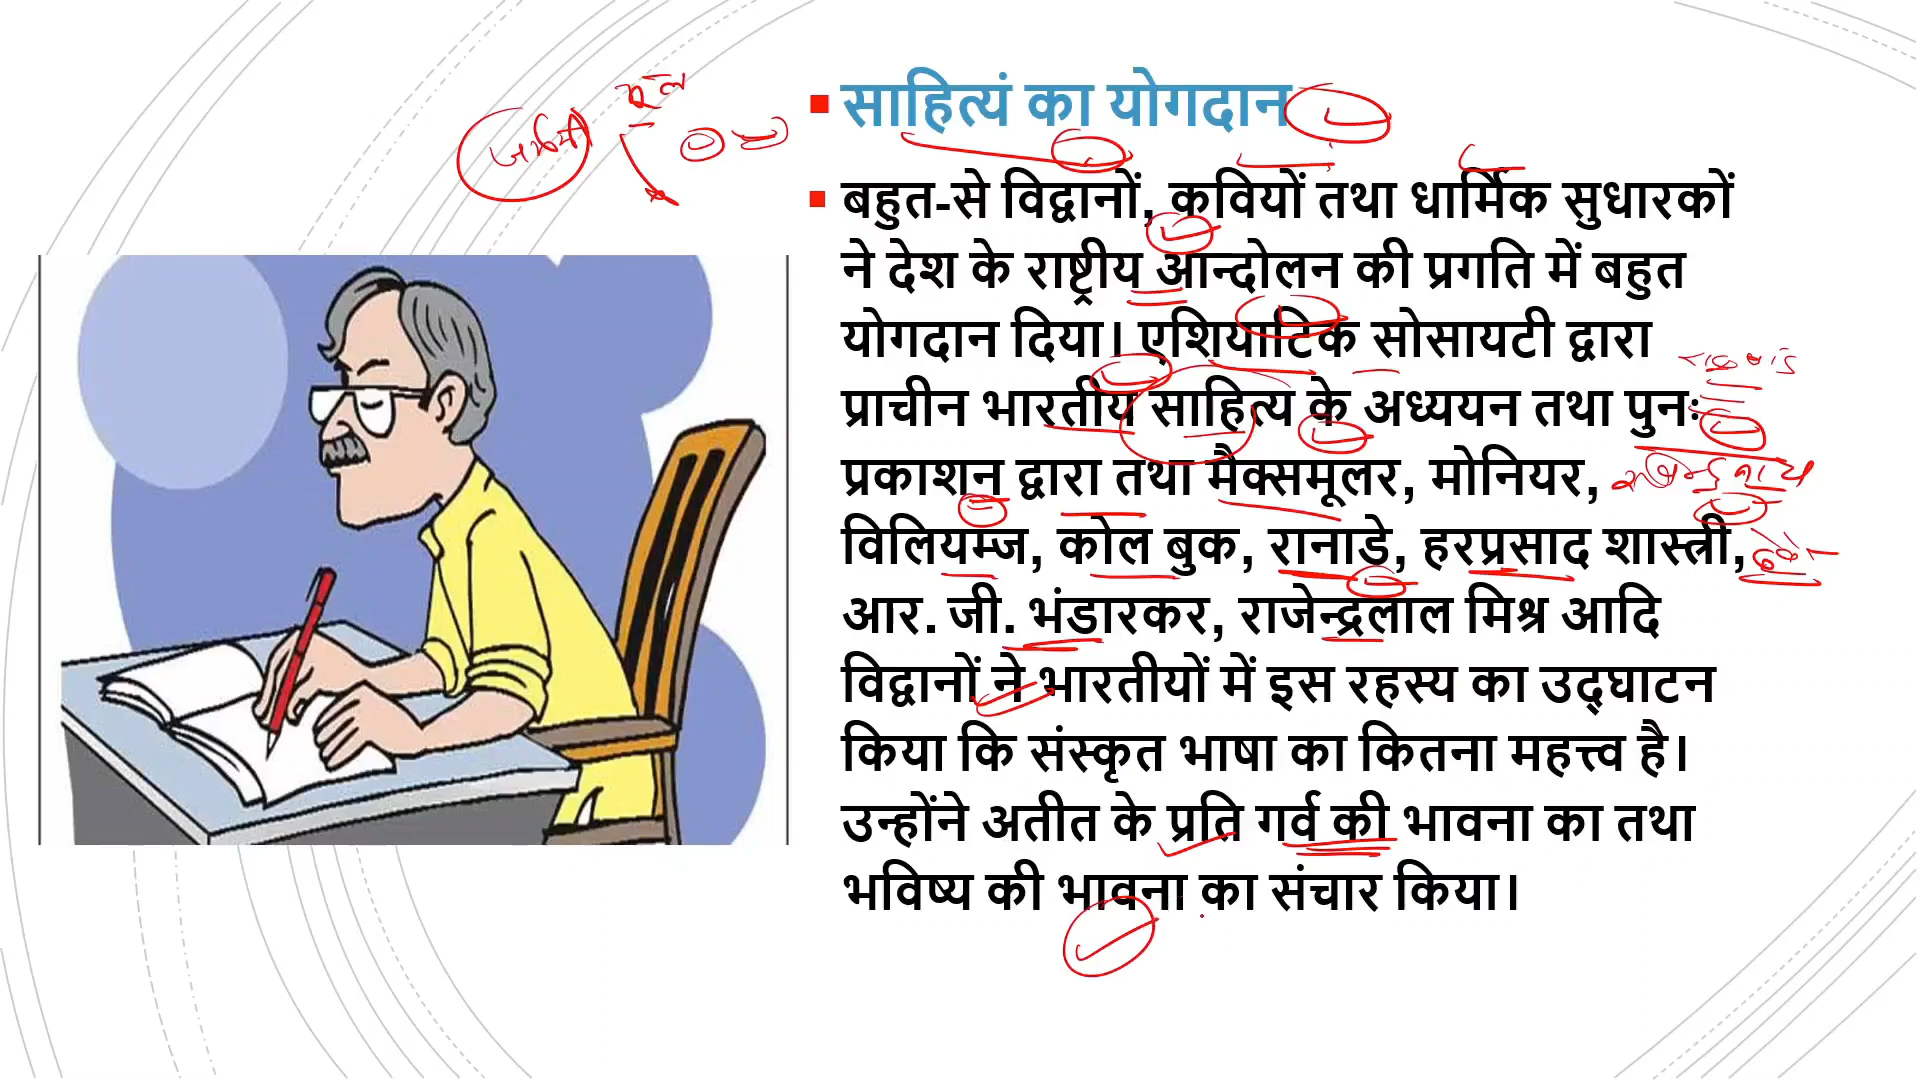 साहित्यं का योगदान
बहुत-से विद्वानों, कवियों तथा धार्मिक सुधारकों
ने देश के राष्ट्रीय आन्दोलन की प्रगति में बहुत
योगदान दिया। एशियाटिक सोसायटी द्वारा
प्राचीन भारतीय साहित्य के अध्ययन तथा पुनः
प्रकाशन द्वारा तथा मैक्समूलर, मोनियर,
विलियम्ज, कोल बुक, रानाडे, हरप्रसाद शास्त्री,
आर. जी. भंडारकर, राजेन्द्रलाल मिश्र आदि
विद्वानों ने भारतीयों में इस रहस्य का उद्घाटन
किया कि संस्कृत भाषा का कितना महत्त्व है।
उन्होंने अतीत के प्रति गर्व की भावना का तथा
भविष्य की भावना का संचार किया।